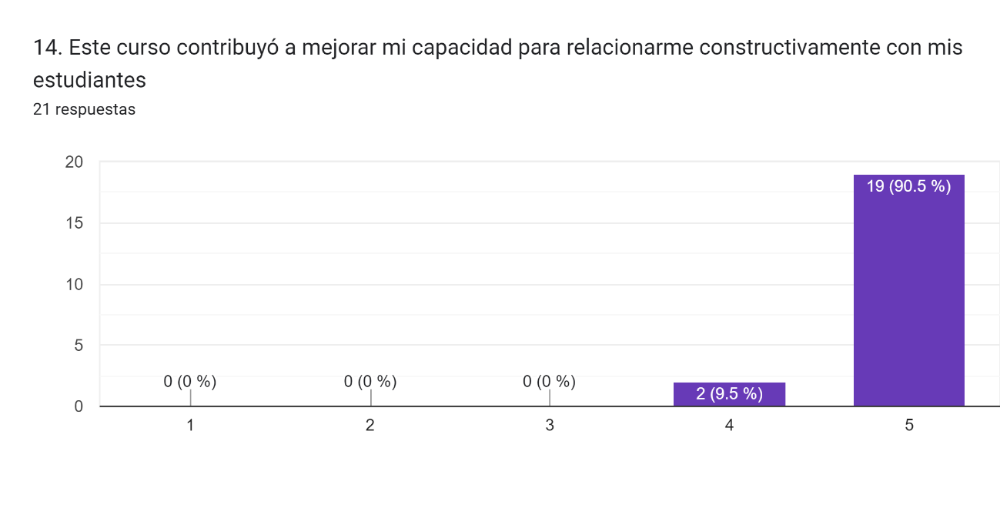 14. Este curso contribuyó a mejorar mi capacidad para relacionarme constructivamente con mis
estudiantes
21 respuestas
20
19 (90.5 %)
15
10
5
0 (0 %)
0 (0 %)
0 (0 %)
2 (9.5 %)
0
1
2
3
4
5